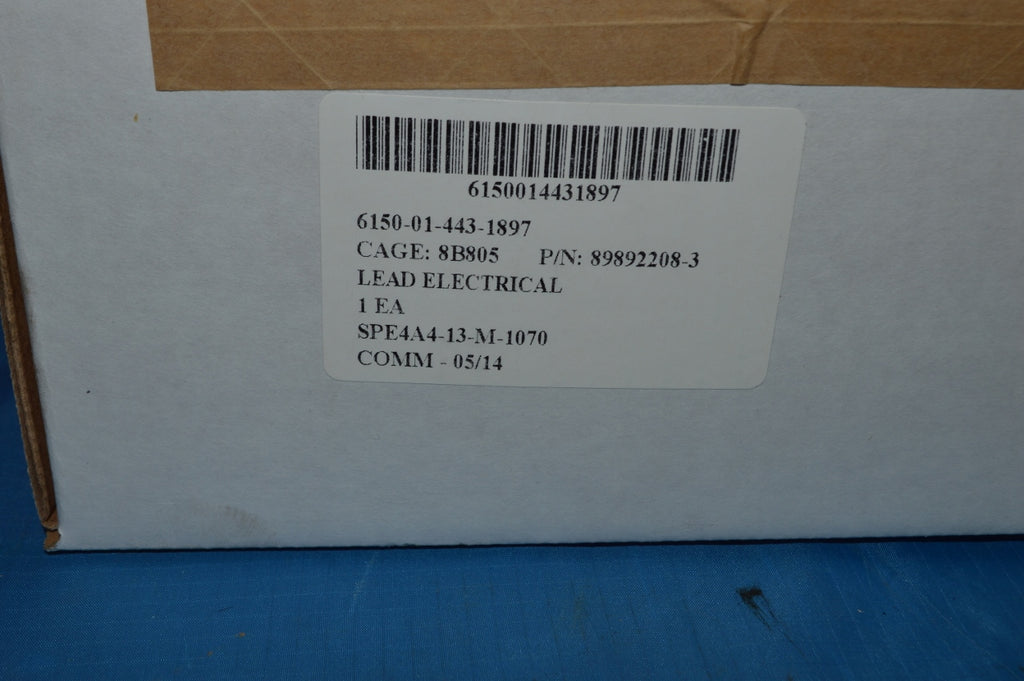 6150014431897
6150-01-443-1897
CAGE: 8B805 P/N: 89892208-3
LEAD ELECTRICAL
1 EA
SPE4A4-13-M-1070
COMM - 05/14